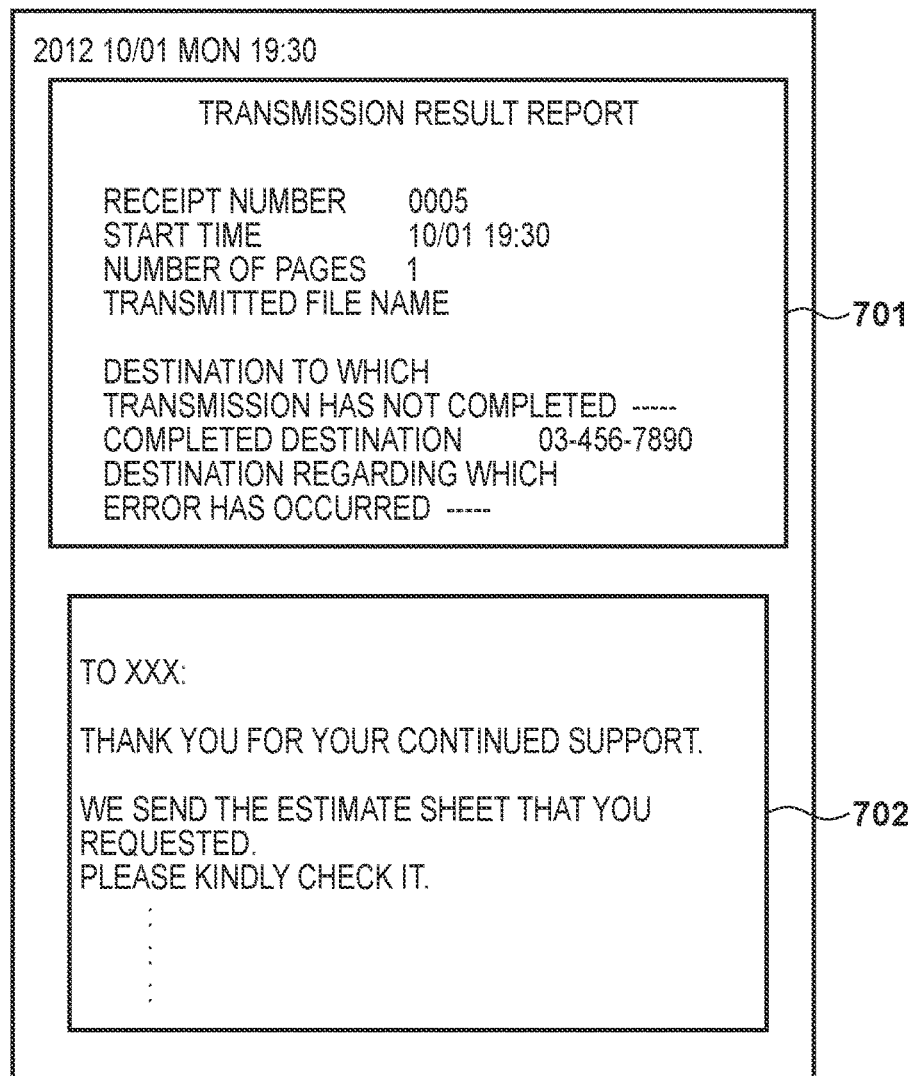 2012 10/01 MON 19:30
TRANSMISSION RESULT REPORT
RECEIPT NUMBER 0005
START TIME 10/01 19:30
NUMBER OF PAGES 1
TRANSMITTED FILE NAME
701
DESTINATION TO WHICH
TRANSMISSION HAS NOT COMPLETED -----
COMPLETED DESTINATION 03-456-7890
DESTINATION REGARDING WHICH
ERROR HAS OCCURRED -----
TO XXX:
THANK YOU FOR YOUR CONTINUED SUPPORT.
WE SEND THE ESTIMATE SHEET THAT YOU
702
REQUESTED.
PLEASE KINDLY CHECK IT.